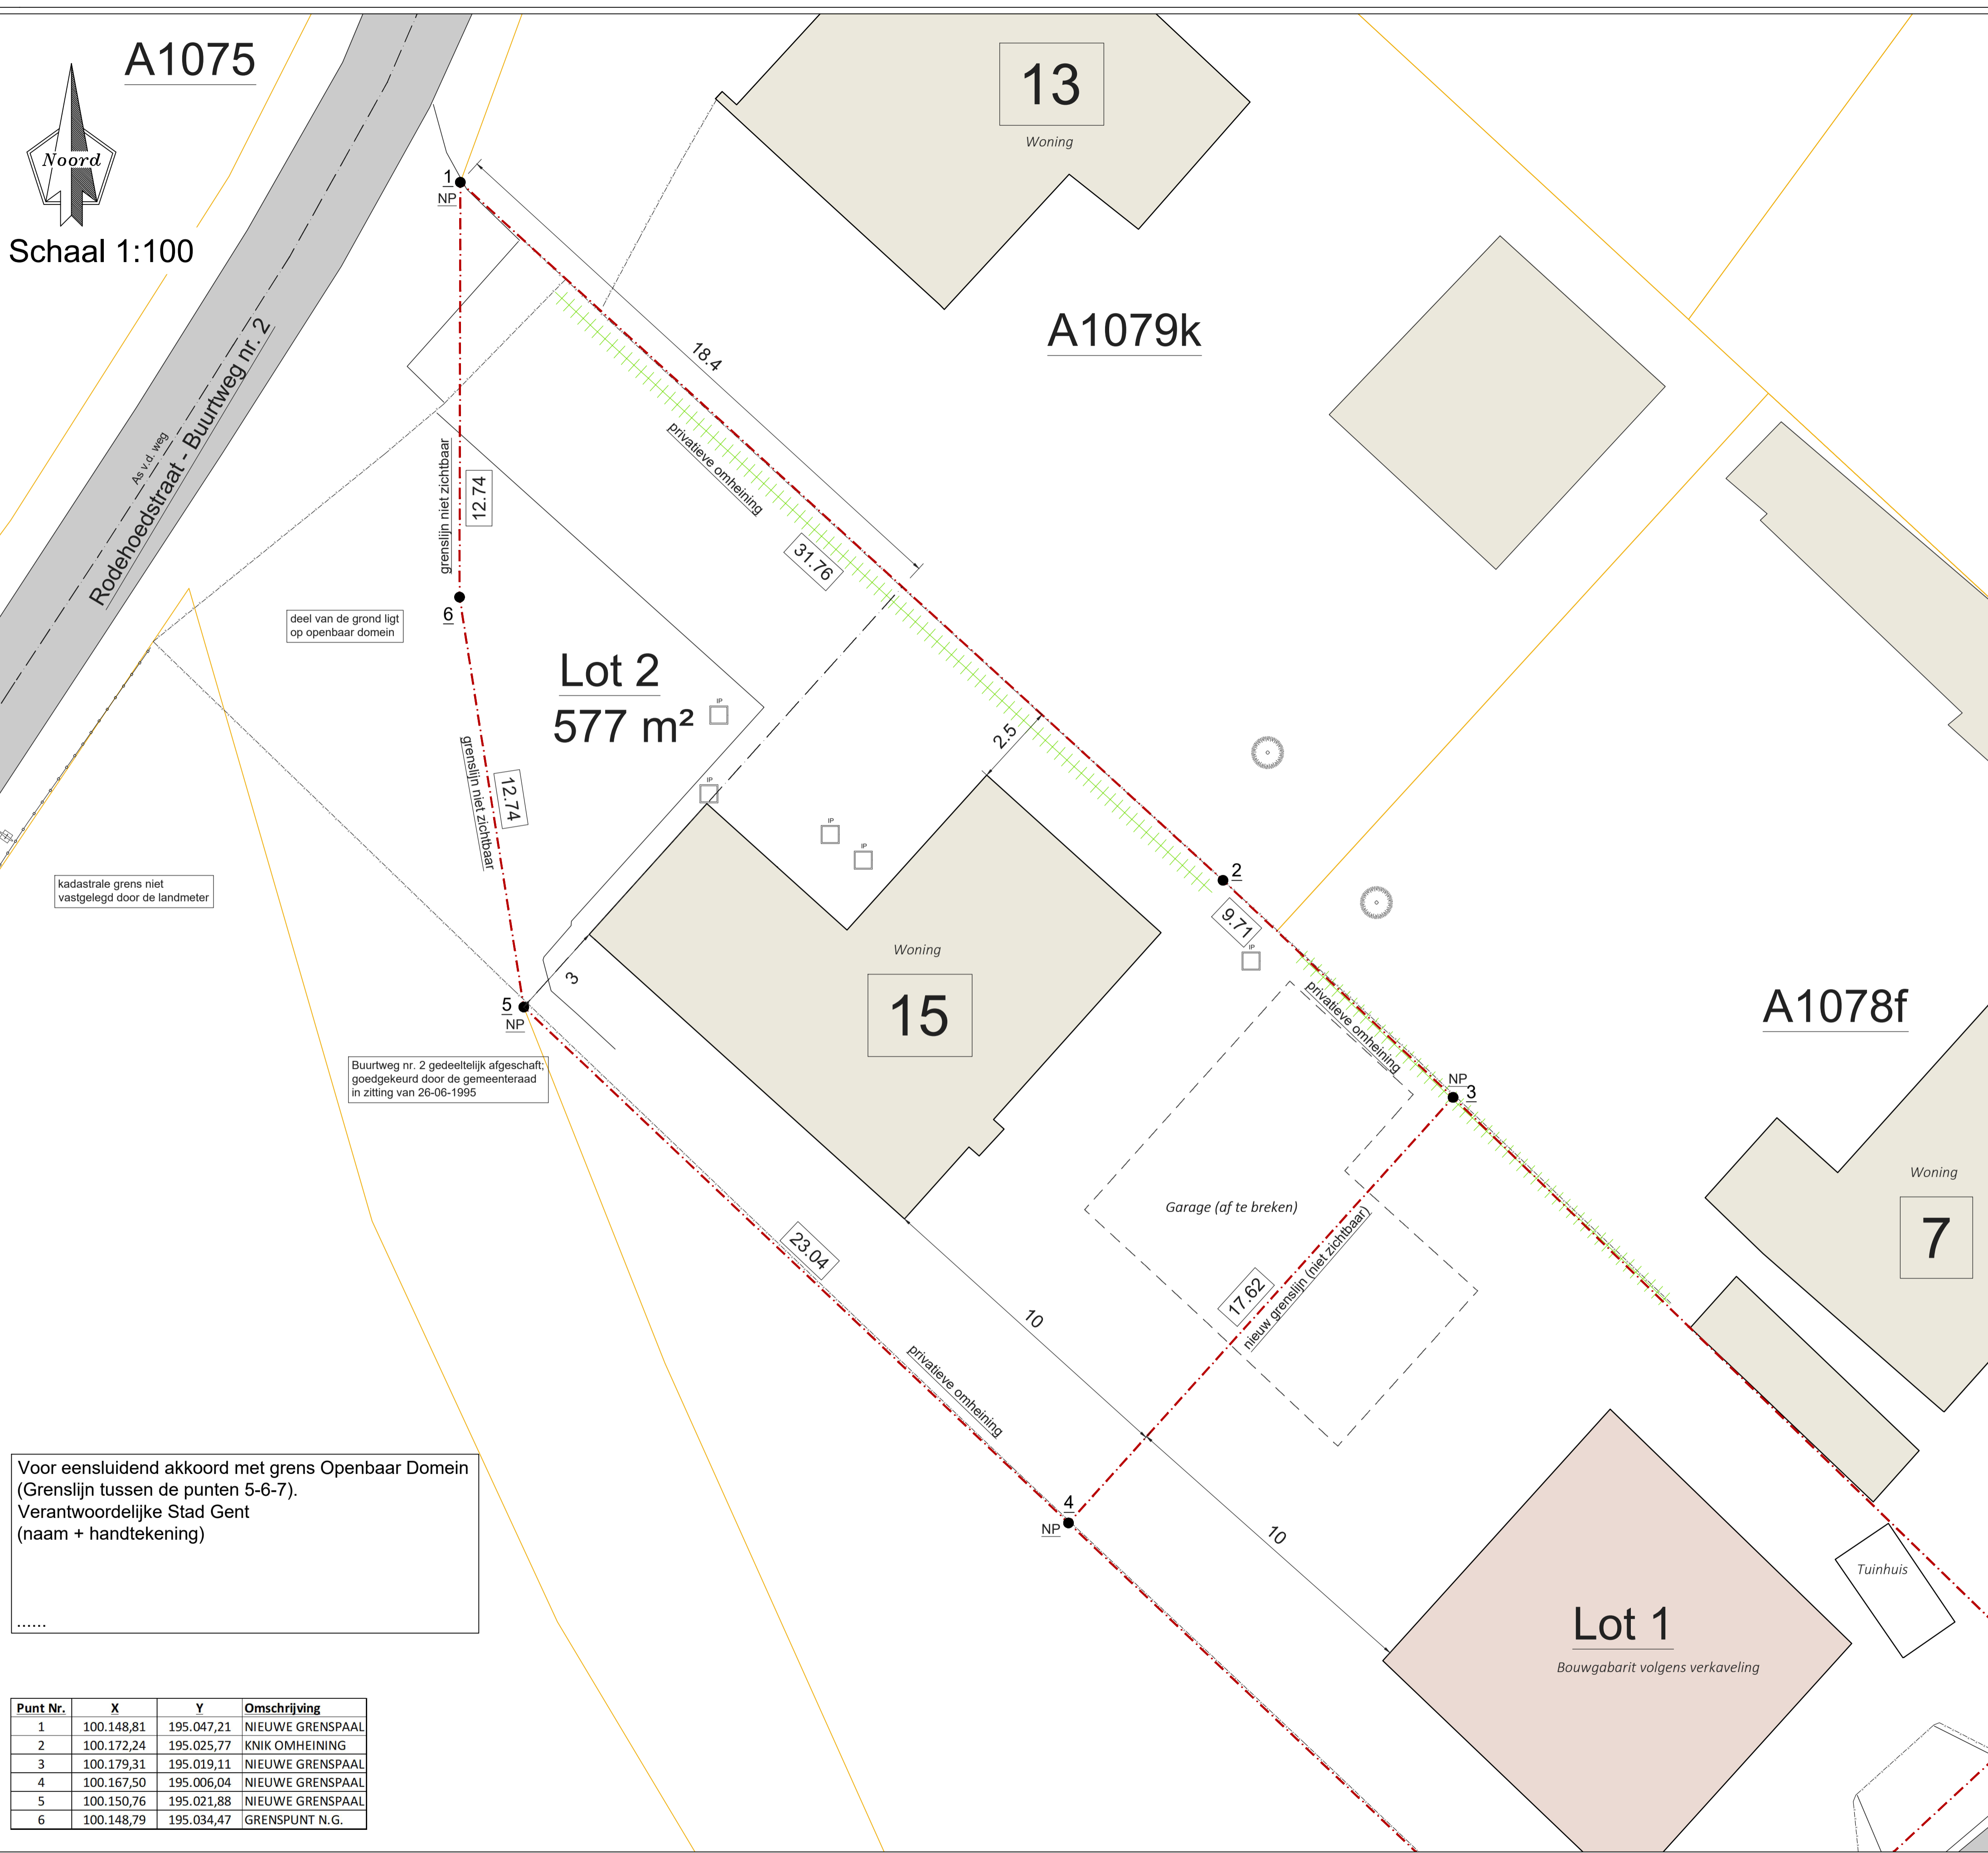 A1075
Noord
Schaal 1:100
13
Woning
1
NP
A1079k
18.4
As v.d. weg
Rodehoedstraat - Buurtweg nr. 2
privatieve omheining
grenslijn niet zichtbaar
12.74
31.76
6
deel van de grond ligt
op openbaar domein
Lot 2
577 m²
IP
IP
IP
IP
2.5
grenslijn niet zichtbaar
12.74
kadastrale grens niet
vastgelegd door de landmeter
2
9.71
IP
Woning
15
3
5
NP
privatieve omheining
A1078f
NP
3
Buurtweg nr. 2 gedeeltelijk afgeschaft;
goedgekeurd door de gemeenteraad
in zitting van 26-06-1995
Woning
7
Garage (af te breken)
23.04
17.62
nieuw grenslijn (niet zichtbaar)
10
privatieve omheining
4
NP
10
Tuinhuis
Lot 1
Bouwgabarit volgens verkaveling
Voor eensluidend akkoord met grens Openbaar Domein
(Grenslijn tussen de punten 5-6-7).
Verantwoordelijke Stad Gent
(naam + handtekening)
......
Punt Nr. X Y Omschrijving
1 100.148,81 195.047,21 NIEUWE GRENSPAAL
2 100.172,24 195.025,77 KNIK OMHEINING
3 100.179,31 195.019,11 NIEUWE GRENSPAAL
4 100.167,50 195.006,04 NIEUWE GRENSPAAL
5 100.150,76 195.021,88 NIEUWE GRENSPAAL
6 100.148,79 195.034,47 GRENSPUNT N.G.